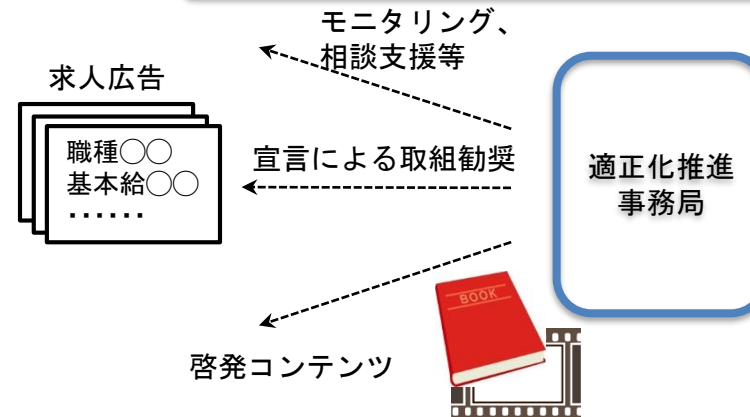 モニタリング、
相談支援等
求人広告
職種○○
基本給○○
・・・・・・
宣言による取組勧奨
適正化推進
事務局
BOOK
啓発コンテンツ